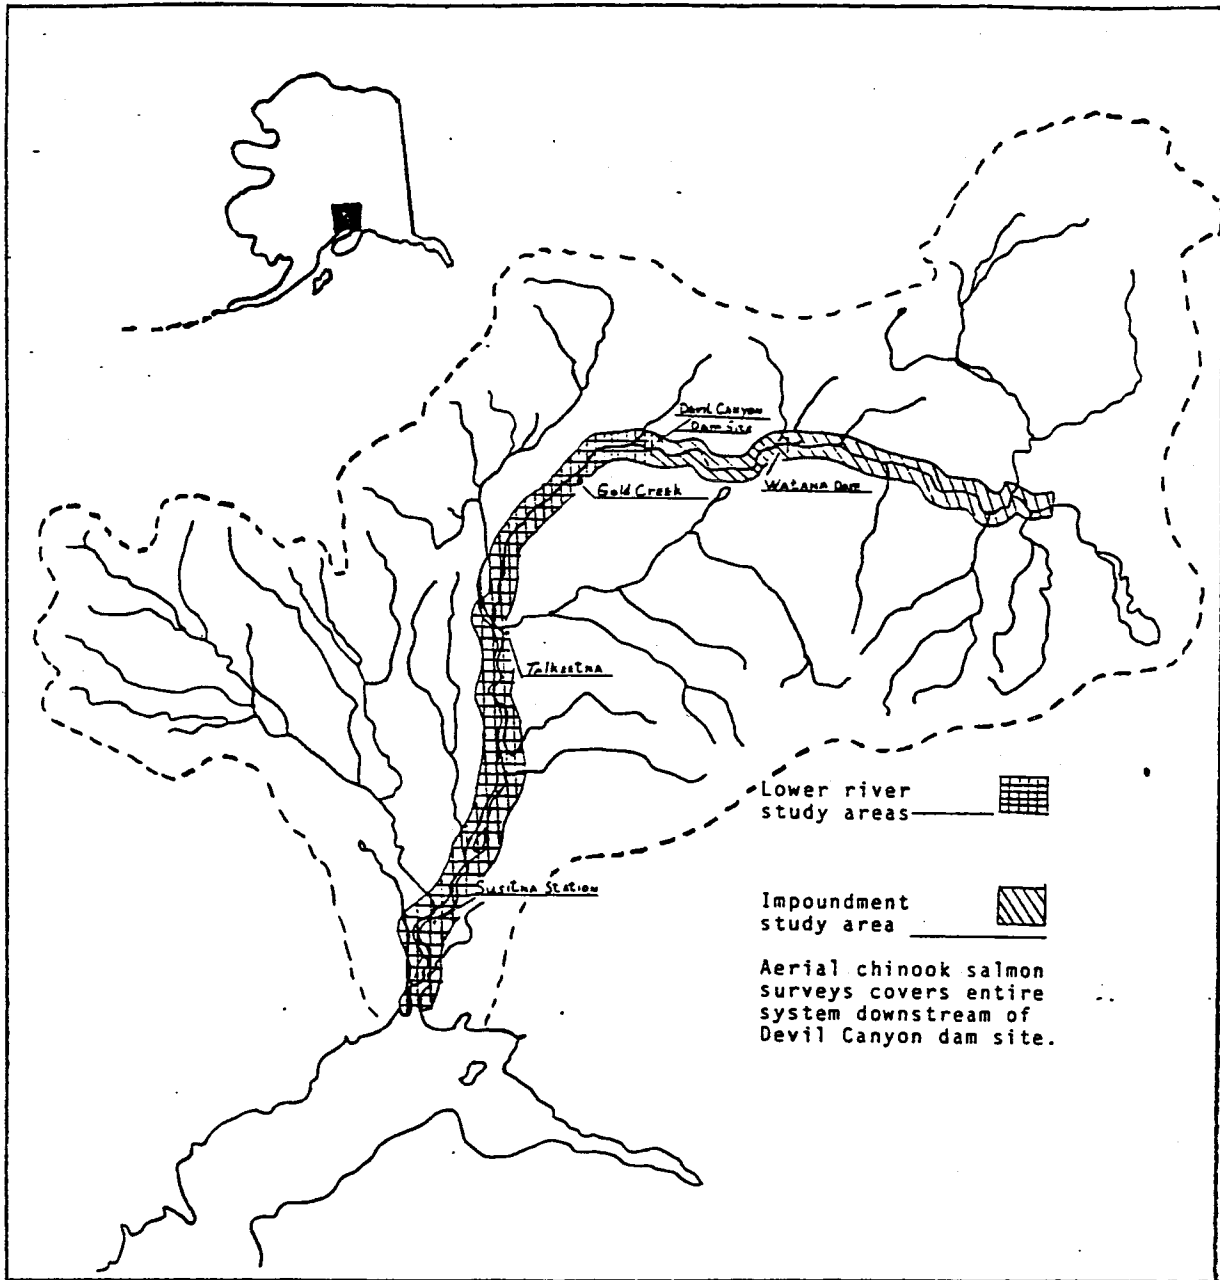 Devil Canyon
Dam Site
Gold Creek
Watana Dam
Talkeetna
Susitna Station
Lower river
study areas
Impoundment
study area
Aerial chinook salmon
surveys covers entire
system downstream of
Devil Canyon dam site.